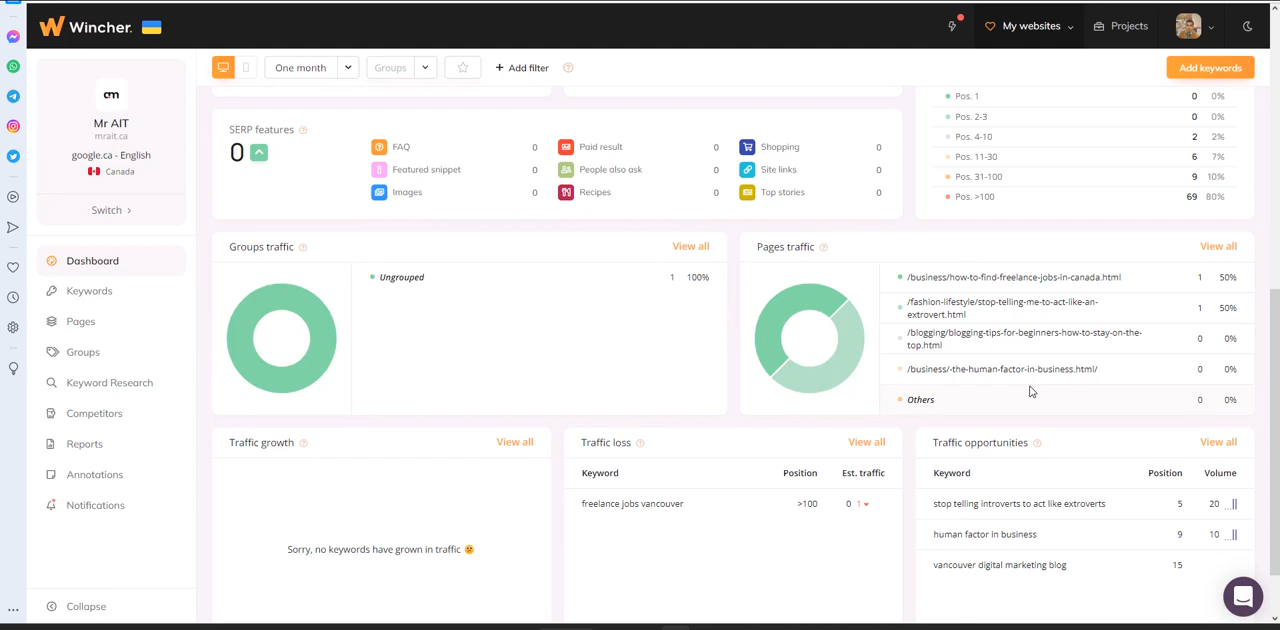 Wincher.
My websites
Projects
One month
Groups
+ Add filter
Add keywords
cm
Mr AIT
mrait.ca
google.ca - English
Canada
Switch >
Dashboard
Keywords
Pages
Groups
Keyword Research
Competitors
Reports
Annotations
Notifications
Collapse
SERP features
0
FAQ 0
Featured snippet 0
Images 0
Paid result 0
People also ask 0
Recipes 0
Shopping 0
Site links 0
Top stories 0
Pos. 1 0 0%
Pos. 2-3 0 0%
Pos. 4-10 2 2%
Pos. 11-30 6 7%
Pos. 31-100 9 10%
Pos. >100 69 80%
Groups traffic View all
Ungrouped 1 100%
Pages traffic View all
/business/how-to-find-freelance-jobs-in-canada.html 1 50%
/fashion-lifestyle/stop-telling-me-to-act-like-an-
extrovert.html 1 50%
/blogging/blogging-tips-for-beginners-how-to-stay-on-the-
top.html 0 0%
/business/-the-human-factor-in-business.html/ 0 0%
Others 0 0%
Traffic growth View all
Sorry, no keywords have grown in traffic
Traffic loss View all
Keyword Position Est. traffic
freelance jobs vancouver >100 0 1
Traffic opportunities View all
Keyword Position Volume
stop telling introverts to act like extroverts 5 20
human factor in business 9 10
vancouver digital marketing blog 15